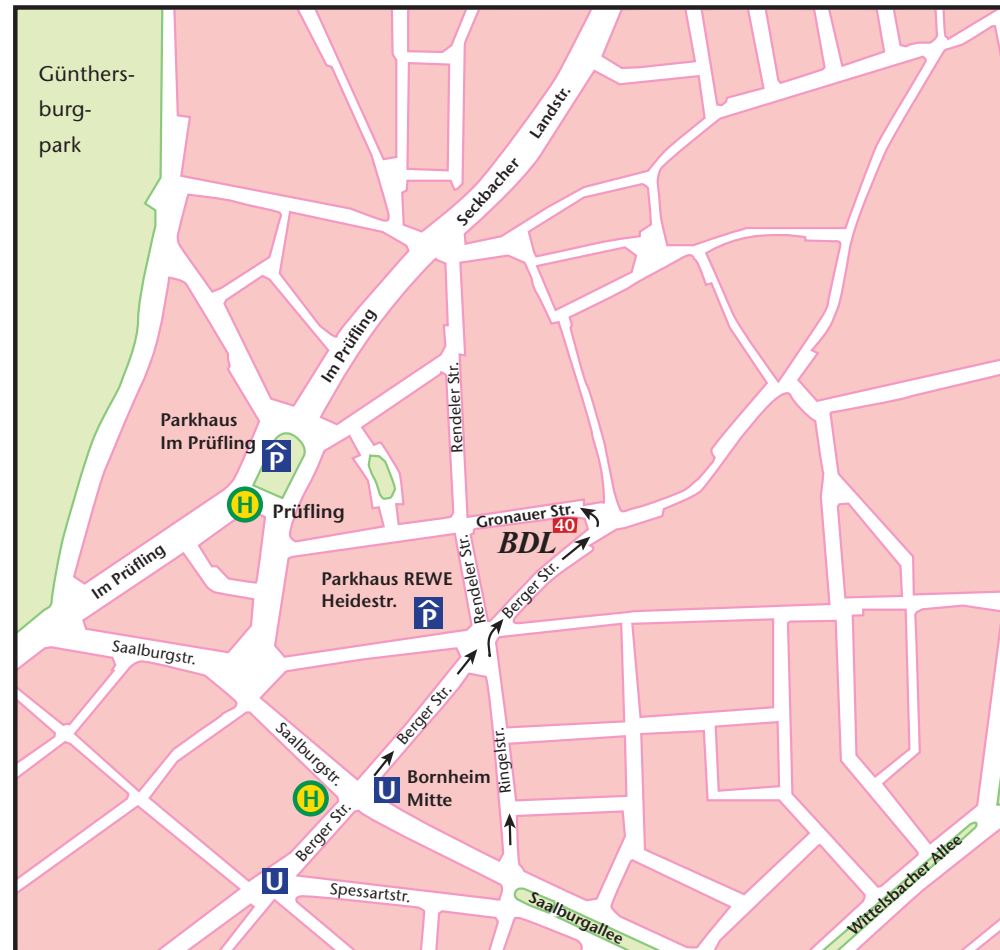 Günthers-
burg-
park
Seckbacher Landstr.
Im Prüfling
Rendeler Str.
Parkhaus
Im Prüfling
P
H
Prüfling
Gronauer Str.
40
BDL
Im Prüfling
Rendeler Str.
Berger Str.
Parkhaus REWE
Heidestr.
P
Saalburgstr.
Berger Str.
Saalburgstr.
Ringelstr.
U
Bornheim
Mitte
H
Berger Str.
U
Spessartstr.
Saalburgallee
Wittelsbacher Allee